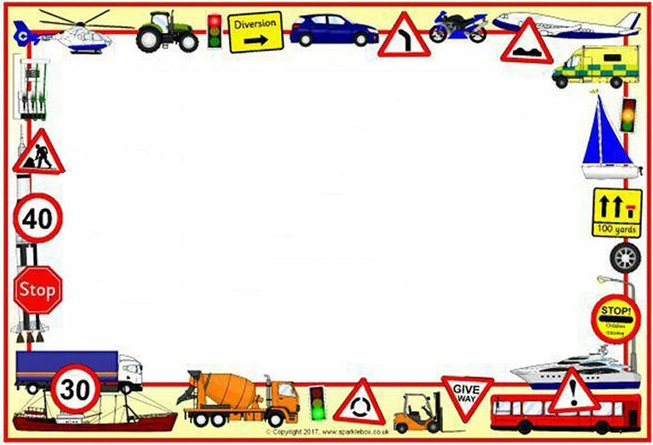 Diversion
40
100 yards
Stop
STOP!
Children
crossing
30
GIVE
WAY
!
© Copyright 2017, www.sparklebox.co.uk